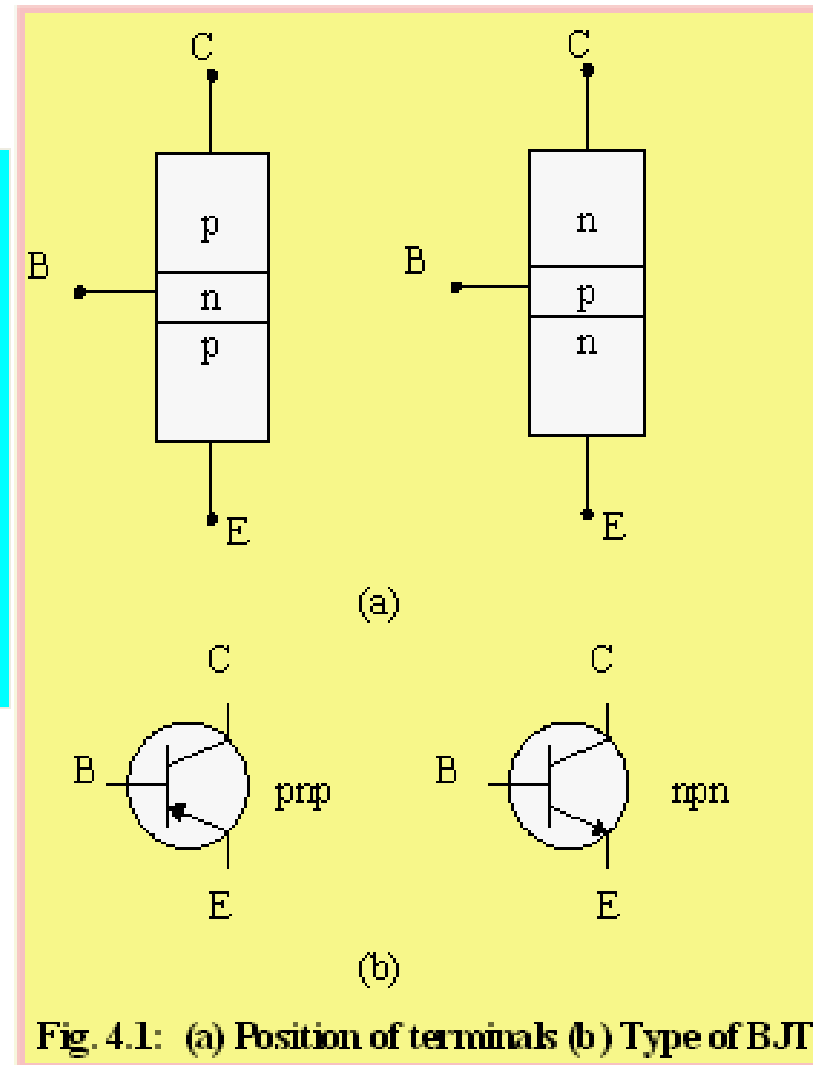 C C
p n
B B
n p
p n
E E
(a)
C C
B pnp B npn
E E
(b)
Fig. 4.1: (a) Position of terminals (b) Type of BJT